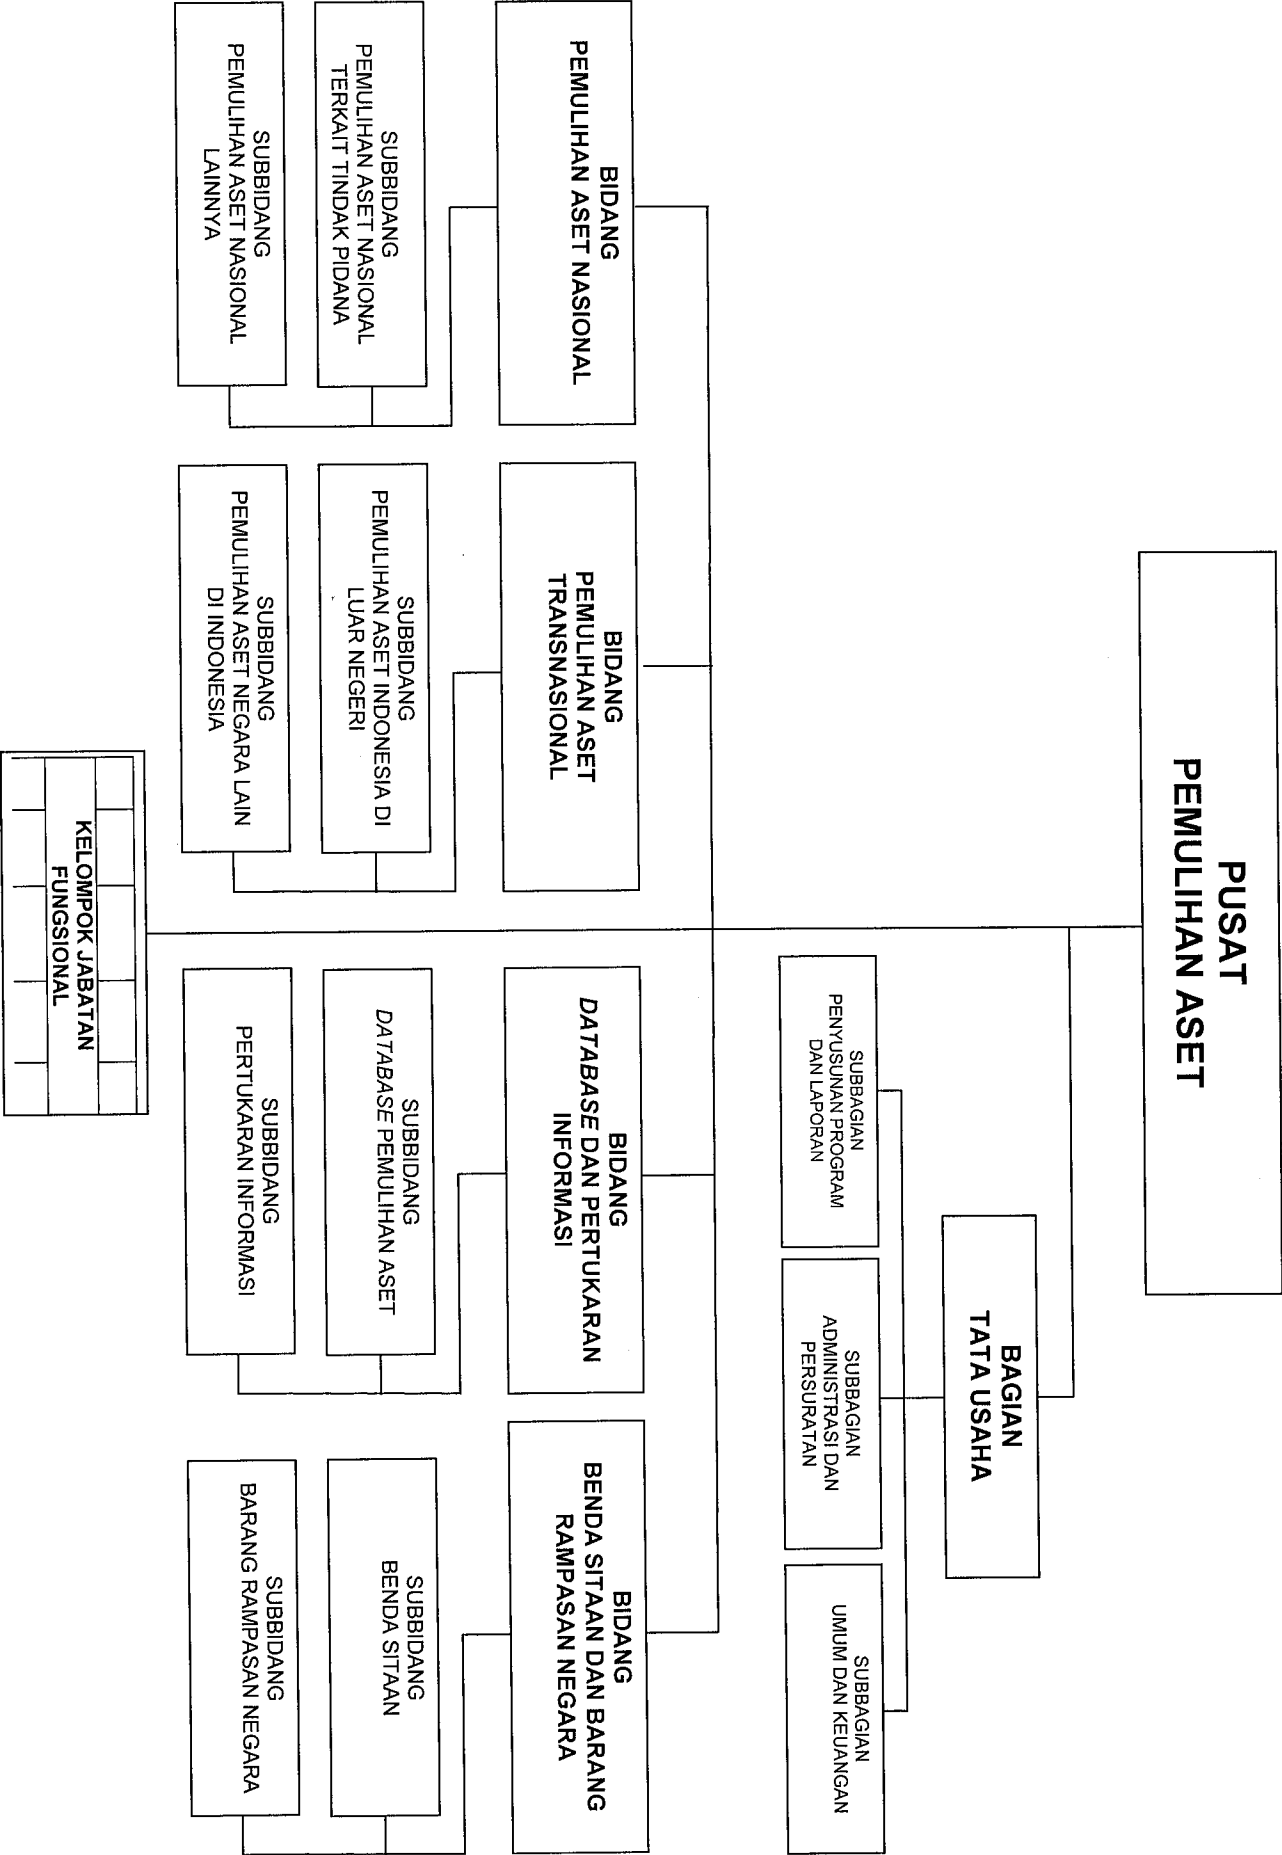 PUSAT
PEMULIHAN ASET
BAGIAN
TATA USAHA
SUBBAGIAN
PENYUSUNAN PROGRAM
DAN LAPORAN
SUBBAGIAN
ADMINISTRASI DAN
PERSURATAN
SUBBAGIAN
UMUM DAN KEUANGAN
BIDANG
PEMULIHAN ASET NASIONAL
BIDANG
PEMULIHAN ASET
TRANSNASIONAL
BIDANG
DATABASE DAN PERTUKARAN
INFORMASI
BIDANG
BENDA SITAAN DAN BARANG
RAMPASAN NEGARA
SUBBIDANG
PEMULIHAN ASET NASIONAL
TERKAIT TINDAK PIDANA
SUBBIDANG
PEMULIHAN ASET INDONESIA DI
LUAR NEGERI
SUBBIDANG
DATABASE PEMULIHAN ASET
SUBBIDANG
BENDA SITAAN
SUBBIDANG
PEMULIHAN ASET NASIONAL
LAINNYA
SUBBIDANG
PEMULIHAN ASET NEGARA LAIN
DI INDONESIA
SUBBIDANG
PERTUKARAN INFORMASI
SUBBIDANG
BARANG RAMPASAN NEGARA
KELOMPOK JABATAN
FUNGSIONAL